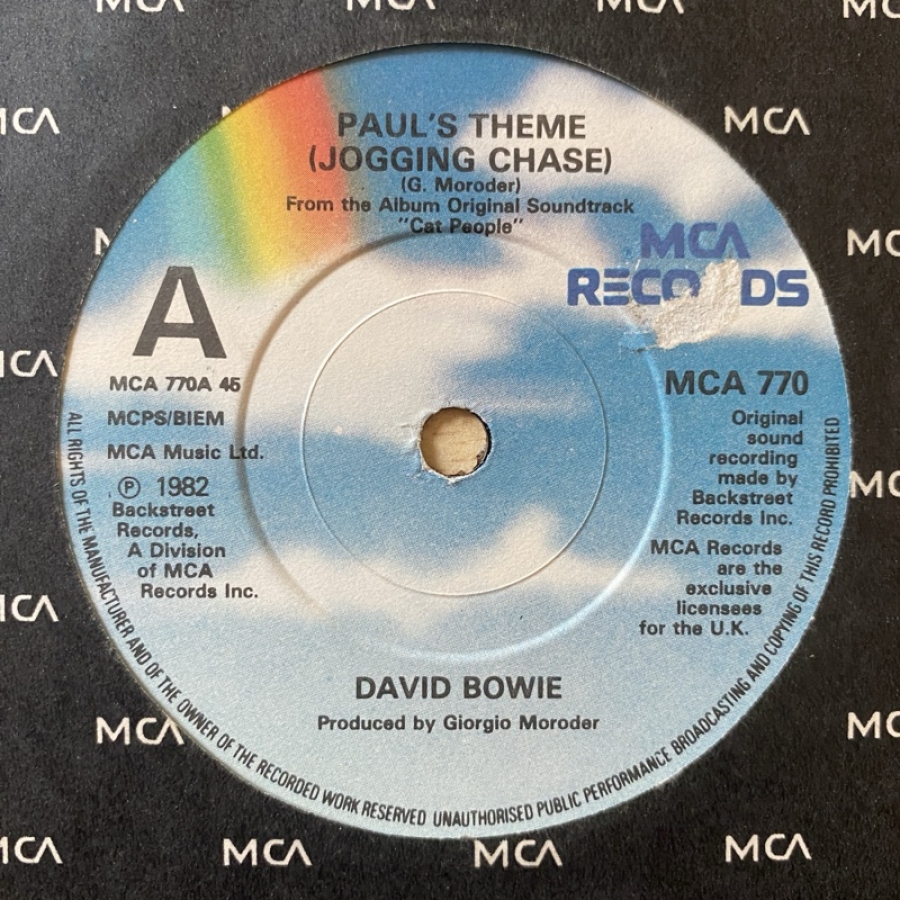 MCA
MCA
MCA
MCA
MCA
PAUL'S THEME
(JOGGING CHASE)
(G. Moroder)
From the Album Original Soundtrack
"Cat People"
MCA
RECO DS
A
MCA 770A 45
MCPS/BIEM
MCA Music Ltd.
Ⓟ 1982
Backstreet
Records,
A Division
of MCA
Records Inc.
MCA 770
Original
sound
recording
made by
Backstreet
Records Inc.
MCA Records
are the
exclusive
licensees
for the U.K.
DAVID BOWIE
Produced by Giorgio Moroder
ALL RIGHTS OF THE MANUFACTURER AND OF THE OWNER OF THE RECORDED WORK RESERVED UNAUTHORISED PUBLIC PERFORMANCE BROADCASTING AND COPYING OF THIS RECORD PROHIBITED
MCA
MCA
MCA
MCA
MCA
MCA